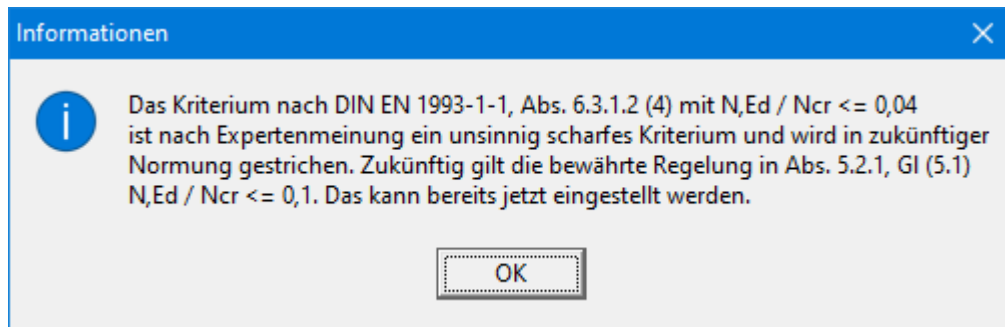 Informationen
Das Kriterium nach DIN EN 1993-1-1, Abs. 6.3.1.2 (4) mit N,Ed / Ncr <= 0,04
ist nach Expertenmeinung ein unsinnig scharfes Kriterium und wird in zukünftiger
Normung gestrichen. Zukünftig gilt die bewährte Regelung in Abs. 5.2.1, Gl (5.1)
N,Ed / Ncr <= 0,1. Das kann bereits jetzt eingestellt werden.
OK